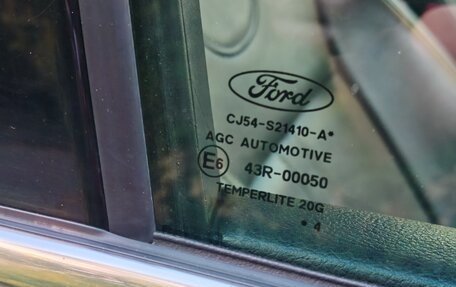 Ford
CJ54-S21410-A*
AGC AUTOMOTIVE
E6 43R-00050
TEMPERLITE 20G
• 4